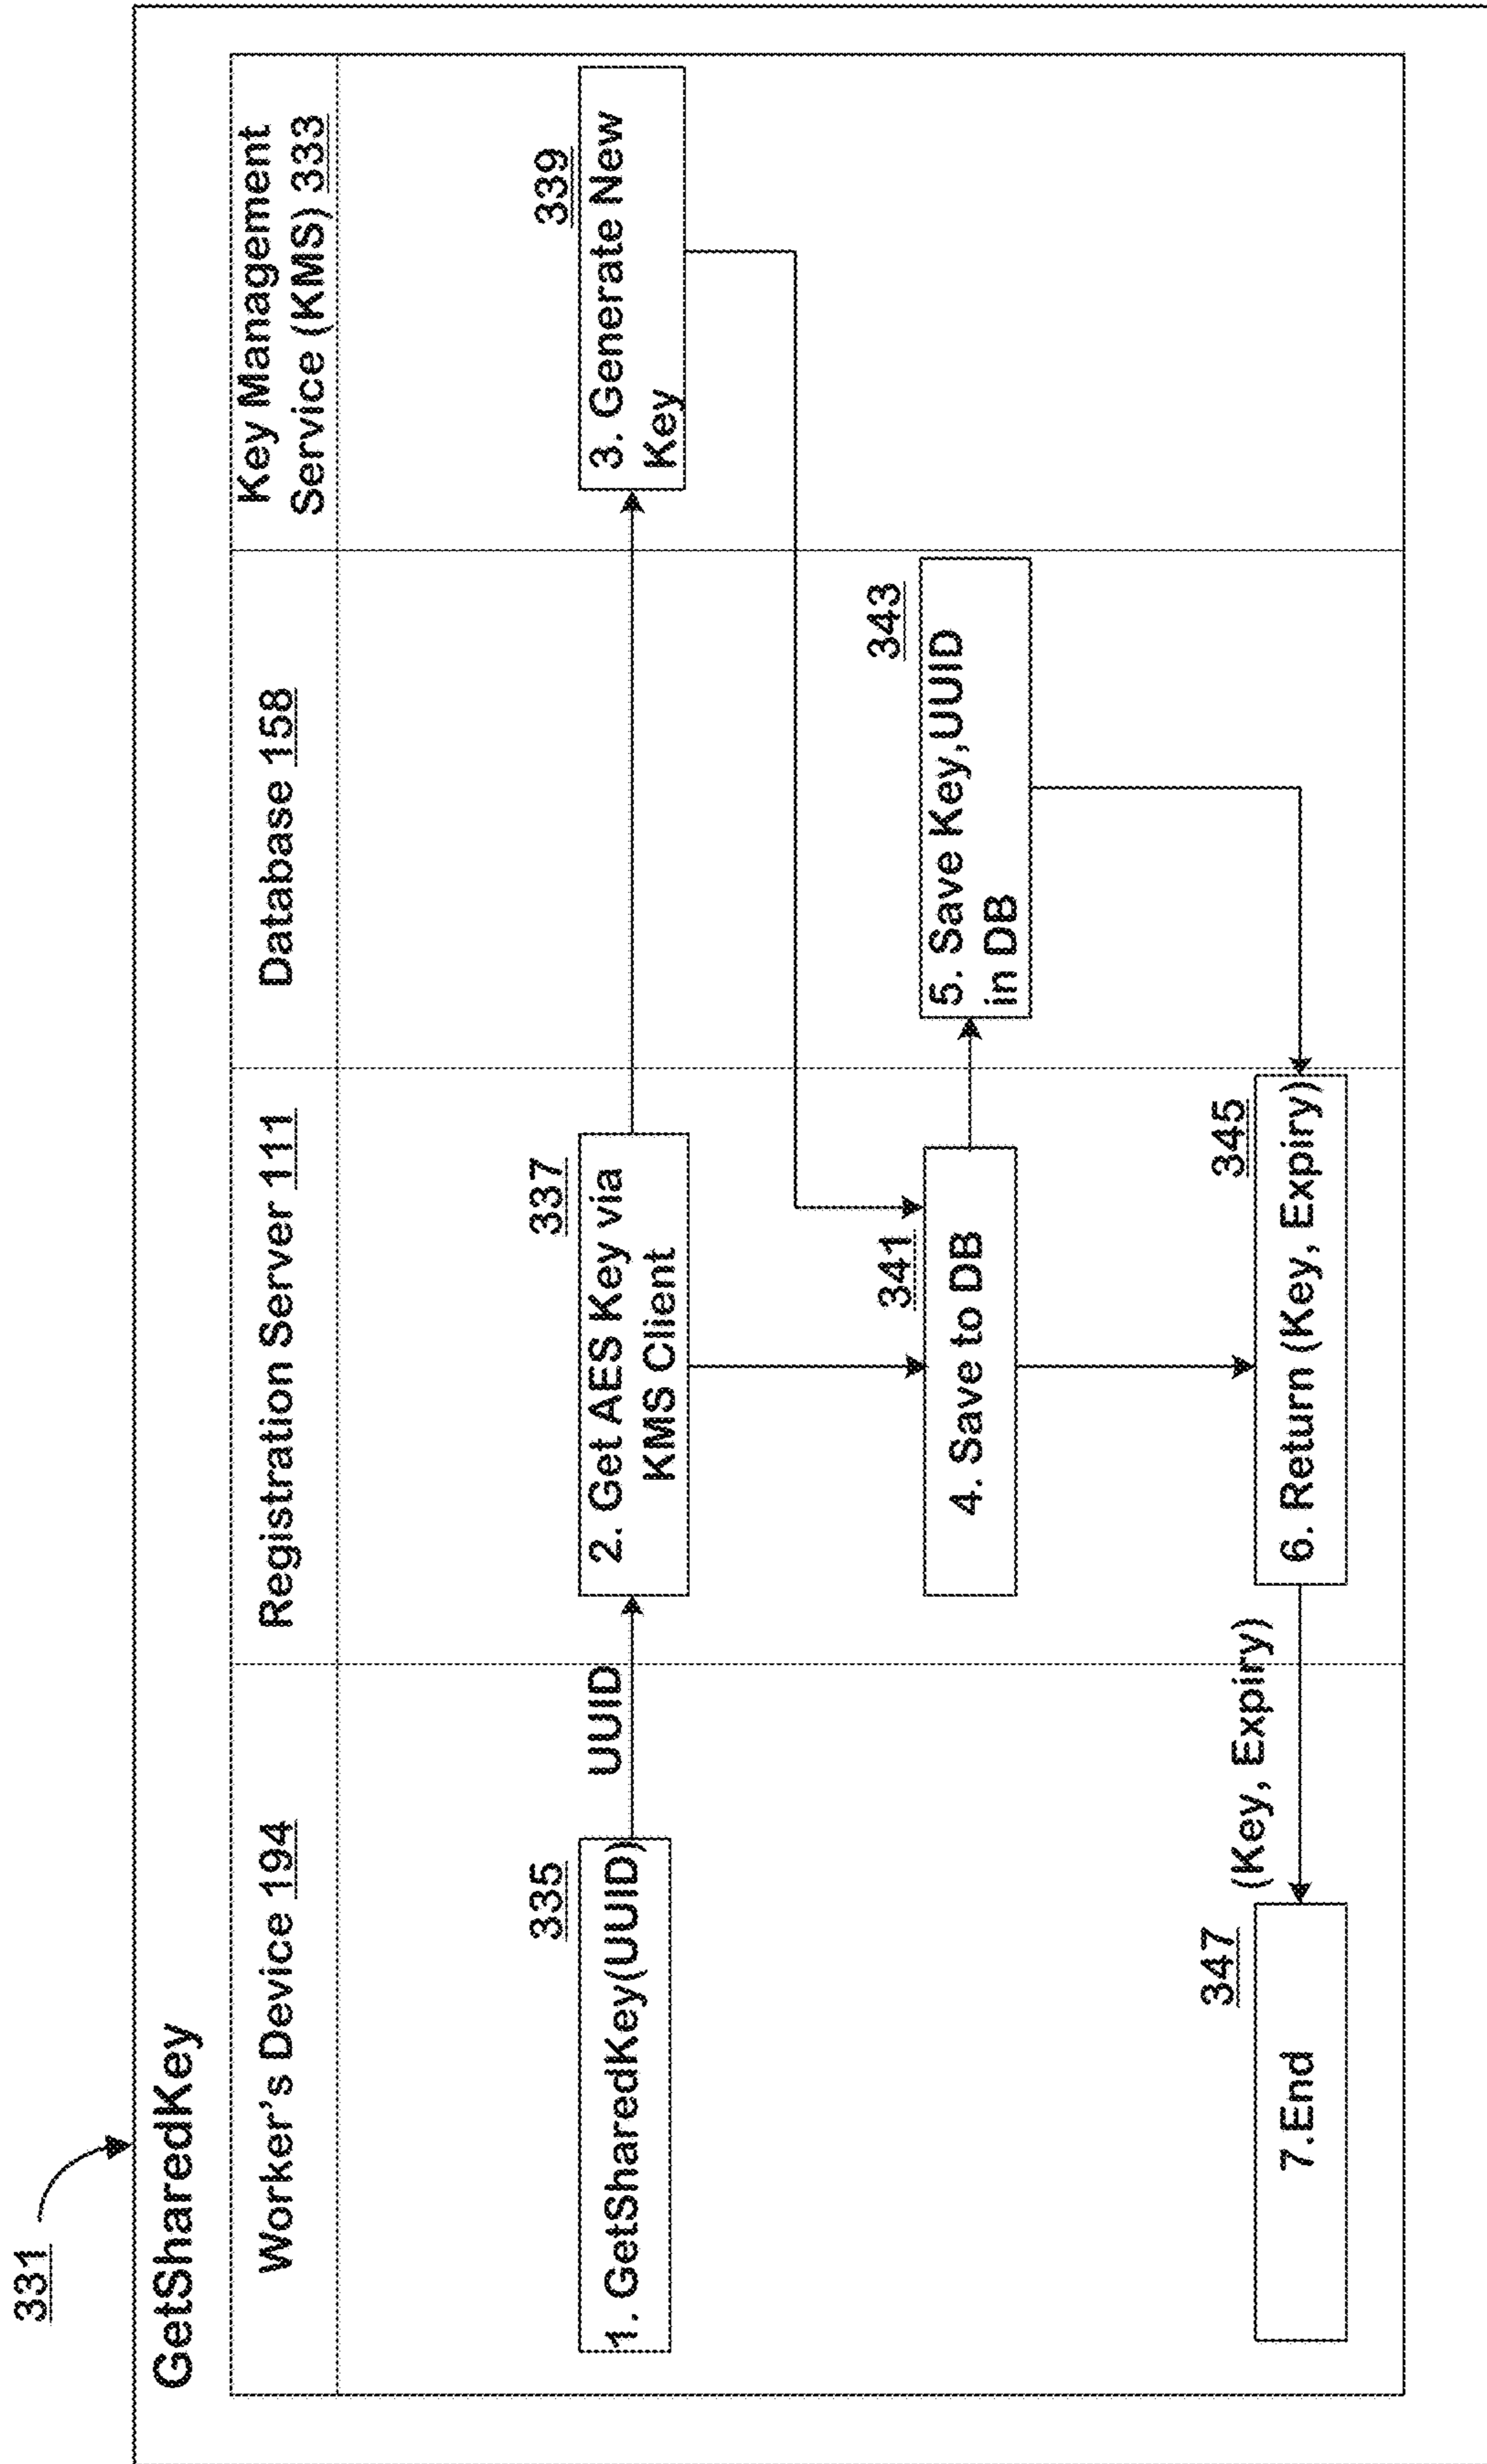 331
GetSharedKey
Worker's Device 194
Registration Server 111
Database 158
Key Management
Service (KMS) 333
335
1. GetSharedKey(UUID)
UUID
337
2. Get AES Key via
KMS Client
339
3. Generate New
Key
341
4. Save to DB
343
5. Save Key,UUID
in DB
345
6. Return (Key, Expiry)
(Key, Expiry)
347
7.End